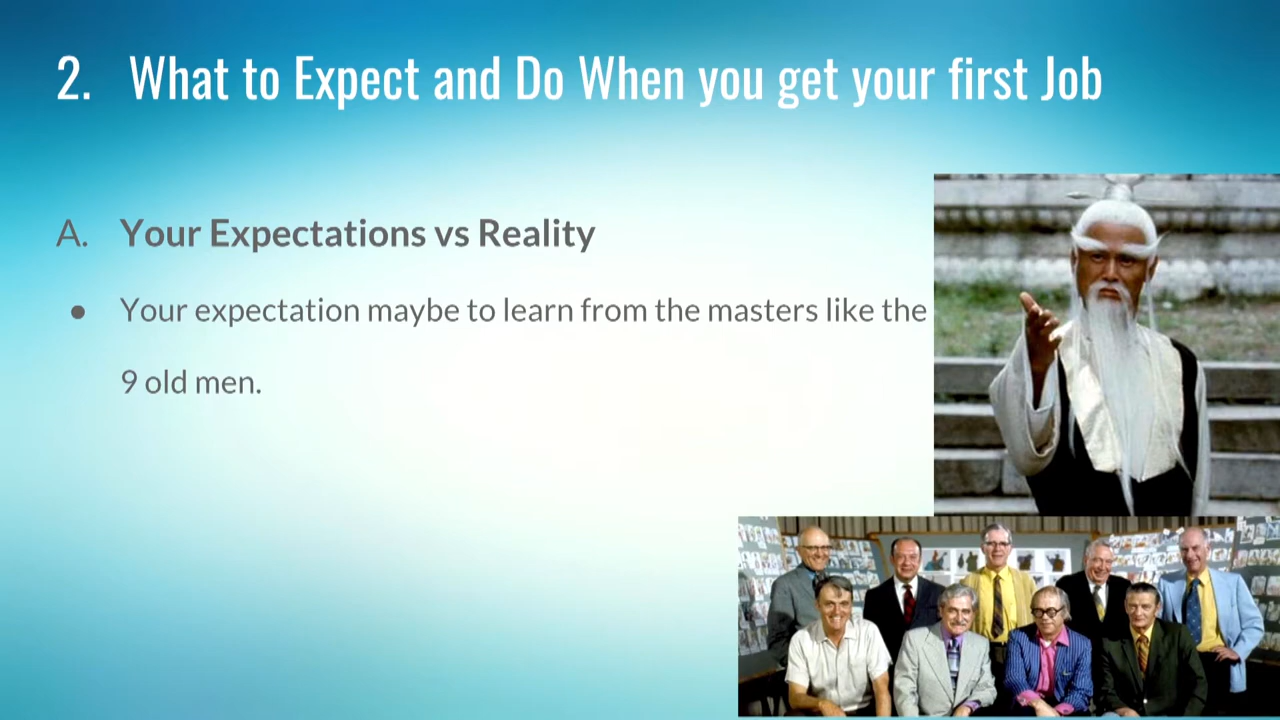 2. What to Expect and Do When you get your first Job
A. Your Expectations vs Reality
● Your expectation maybe to learn from the masters like the
9 old men.